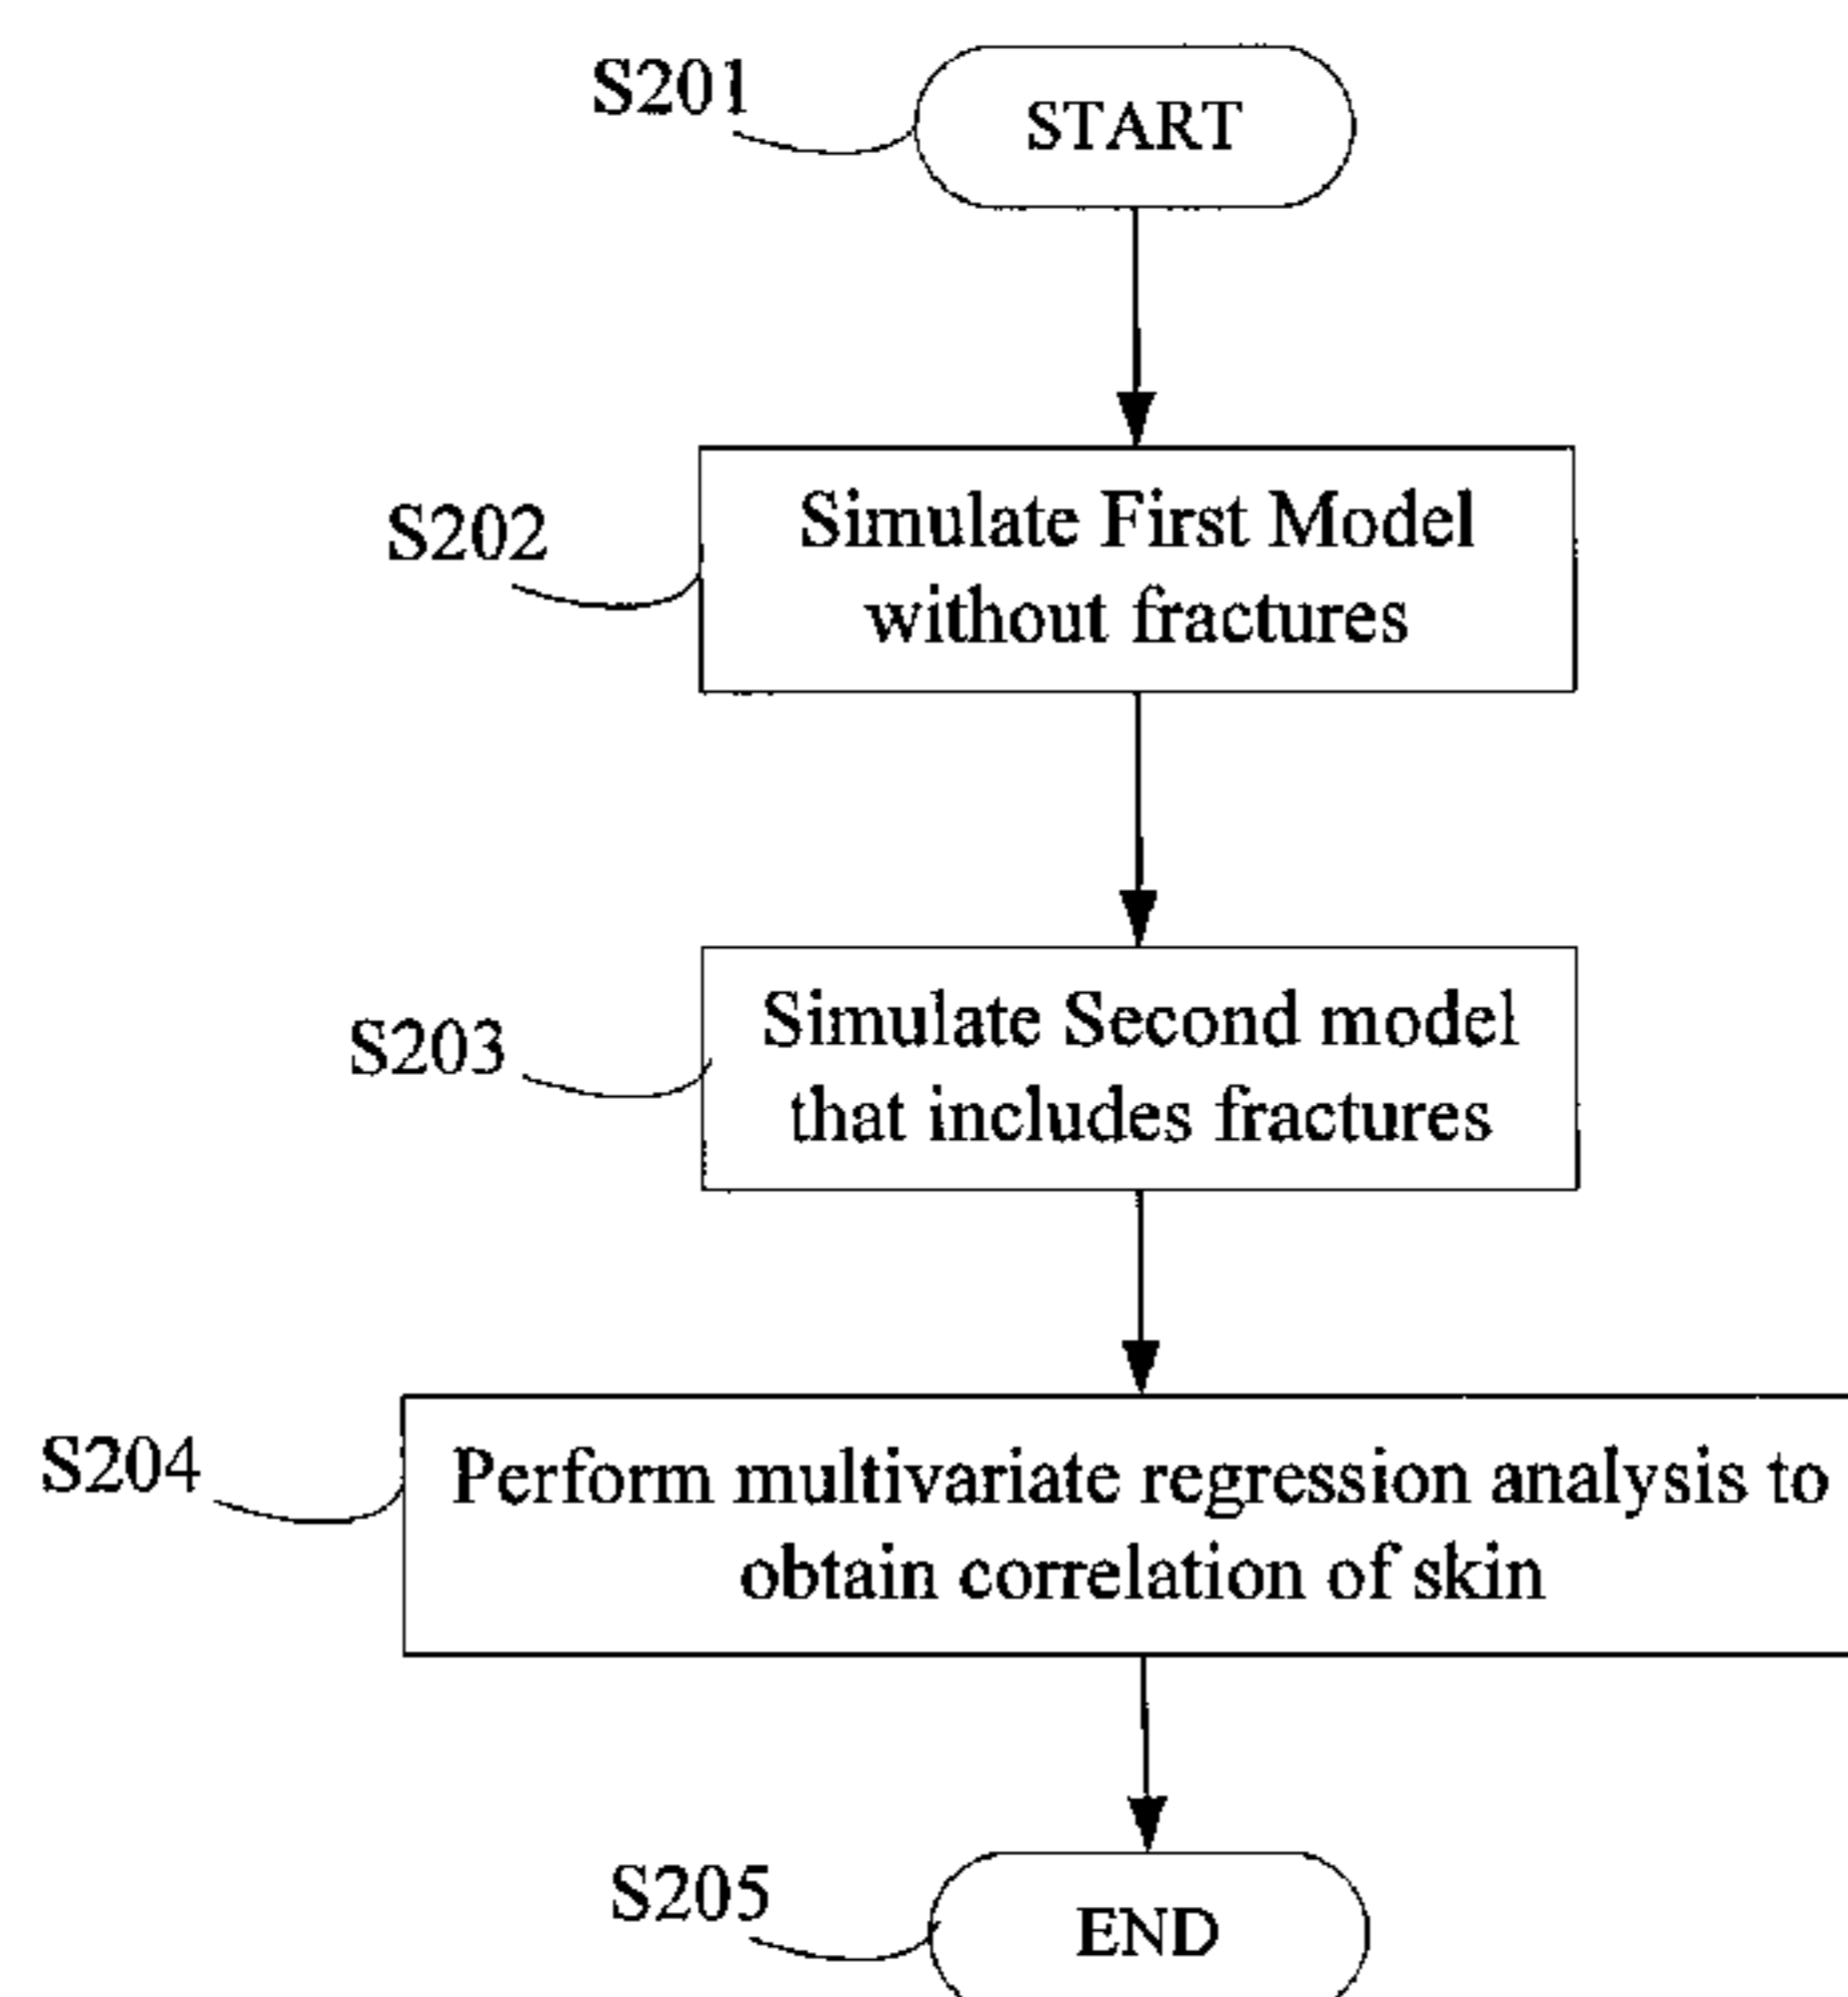 S201
START
S202
Simulate First Model
without fractures
S203
Simulate Second model
that includes fractures
S204
Perform multivariate regression analysis to
obtain correlation of skin
S205
END